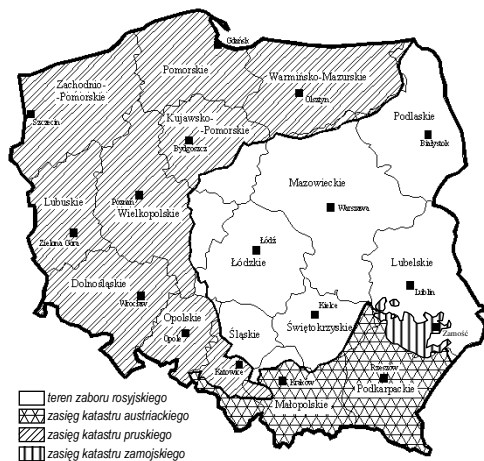 Gdańsk
Pomorskie
Zachodnio-
-Pomorskie
Warmińsko-Mazurskie
Olsztyn
Szczecin
Kujawsko-
-Pomorskie
Bydgoszcz
Podlaskie
Białystok
Mazowieckie
Lubuskie
Poznań
Wielkopolskie
Warszawa
Zielona Góra
Łódź
Łódzkie
Lubelskie
Dolnośląskie
Lublin
Wrocław
Opolskie
Kielce
Opole
Śląskie
Świętokrzyskie
Zamość
Katowice
Rzeszów
Kraków
Podkarpackie
Małopolskie
teren zaboru rosyjskiego
zasięg katastru austriackiego
zasięg katastru pruskiego
zasięg katastru zamojskiego